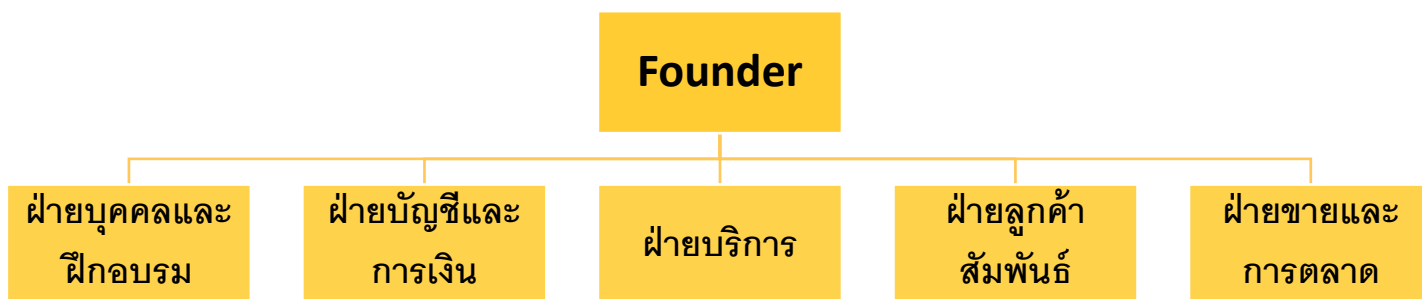 Founder
ฝ่ายบุคคลและ
ฝึกอบรม
ฝ่ายบัญชีและ
การเงิน
ฝ่ายบริการ
ฝ่ายลูกค้า
สัมพันธ์
ฝ่ายขายและ
การตลาด